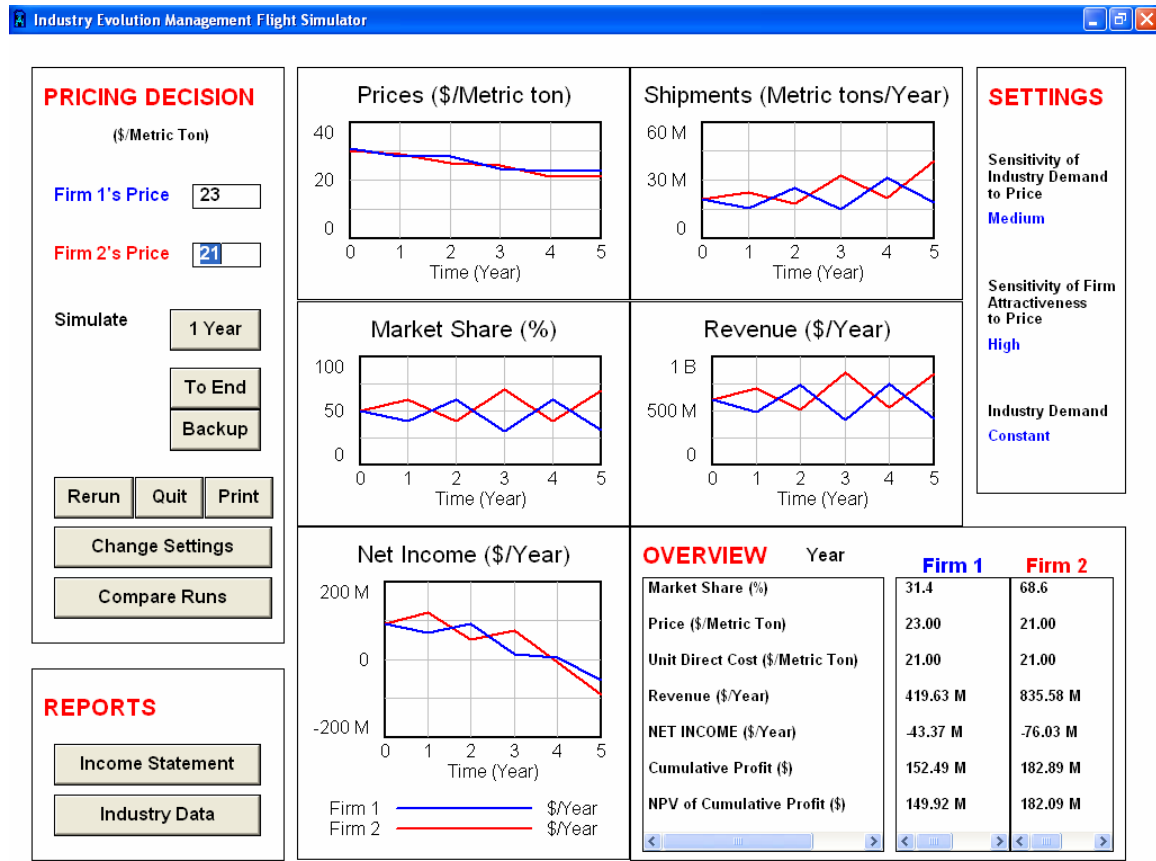 Industry Evolution Management Flight Simulator
PRICING DECISION
($/Metric Ton)
Firm 1's Price 23
Firm 2's Price 21
Simulate 1 Year
To End
Backup
Rerun Quit Print
Change Settings
Compare Runs
REPORTS
Income Statement
Industry Data
Prices ($/Metric ton)
40
20
0
0 1 2 3 4 5
Time (Year)
Shipments (Metric tons/Year)
60 M
30 M
0
0 1 2 3 4 5
Time (Year)
Market Share (%)
100
50
0
0 1 2 3 4 5
Time (Year)
Revenue ($/Year)
1 B
500 M
0
0 1 2 3 4 5
Time (Year)
Net Income ($/Year)
200 M
0
-200 M
0 1 2 3 4 5
Time (Year)
Firm 1 $/Year
Firm 2 $/Year
SETTINGS
Sensitivity of
Industry Demand
to Price
Medium
Sensitivity of Firm
Attractiveness
to Price
High
Industry Demand
Constant
OVERVIEW Year Firm 1 Firm 2
Market Share (%) 31.4 68.6
Price ($/Metric Ton) 23.00 21.00
Unit Direct Cost ($/Metric Ton) 21.00 21.00
Revenue ($/Year) 419.63 M 835.58 M
NET INCOME ($/Year) -43.37 M -76.03 M
Cumulative Profit ($) 152.49 M 182.89 M
NPV of Cumulative Profit ($) 149.92 M 182.09 M